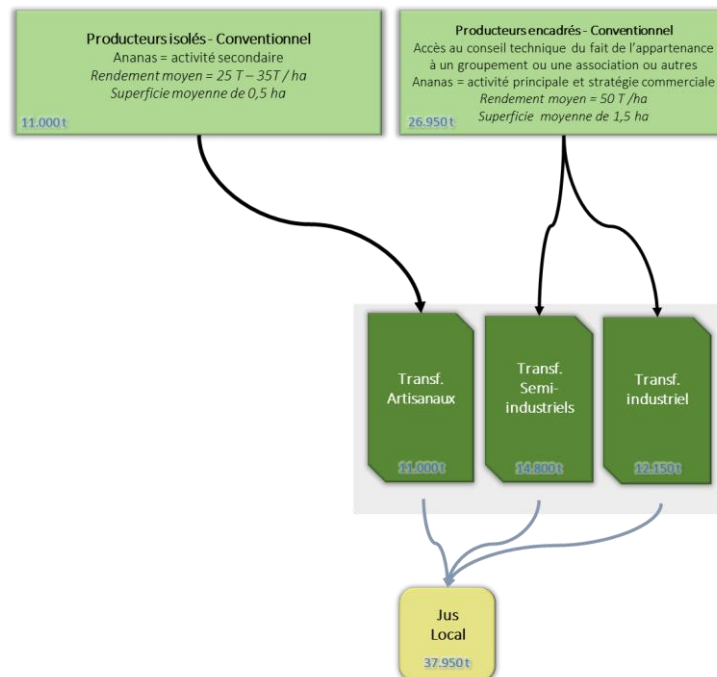 Producteurs isolés - Conventionnel
Ananas = activité secondaire
Rendement moyen = 25 T – 35T / ha
Superficie moyenne de 0,5 ha
11.000 t
Producteurs encadrés - Conventionnel
Accès au conseil technique du fait de l'appartenance
à un groupement ou une association ou autres
Ananas = activité principale et stratégie commerciale
Rendement moyen = 50 T /ha
Superficie moyenne de 1,5 ha
26.950 t
Transf.
Artisanaux
11.000 t
Transf.
Semi-
industriels
14.800 t
Transf.
industriel
12.150 t
Jus
Local
37.950 t